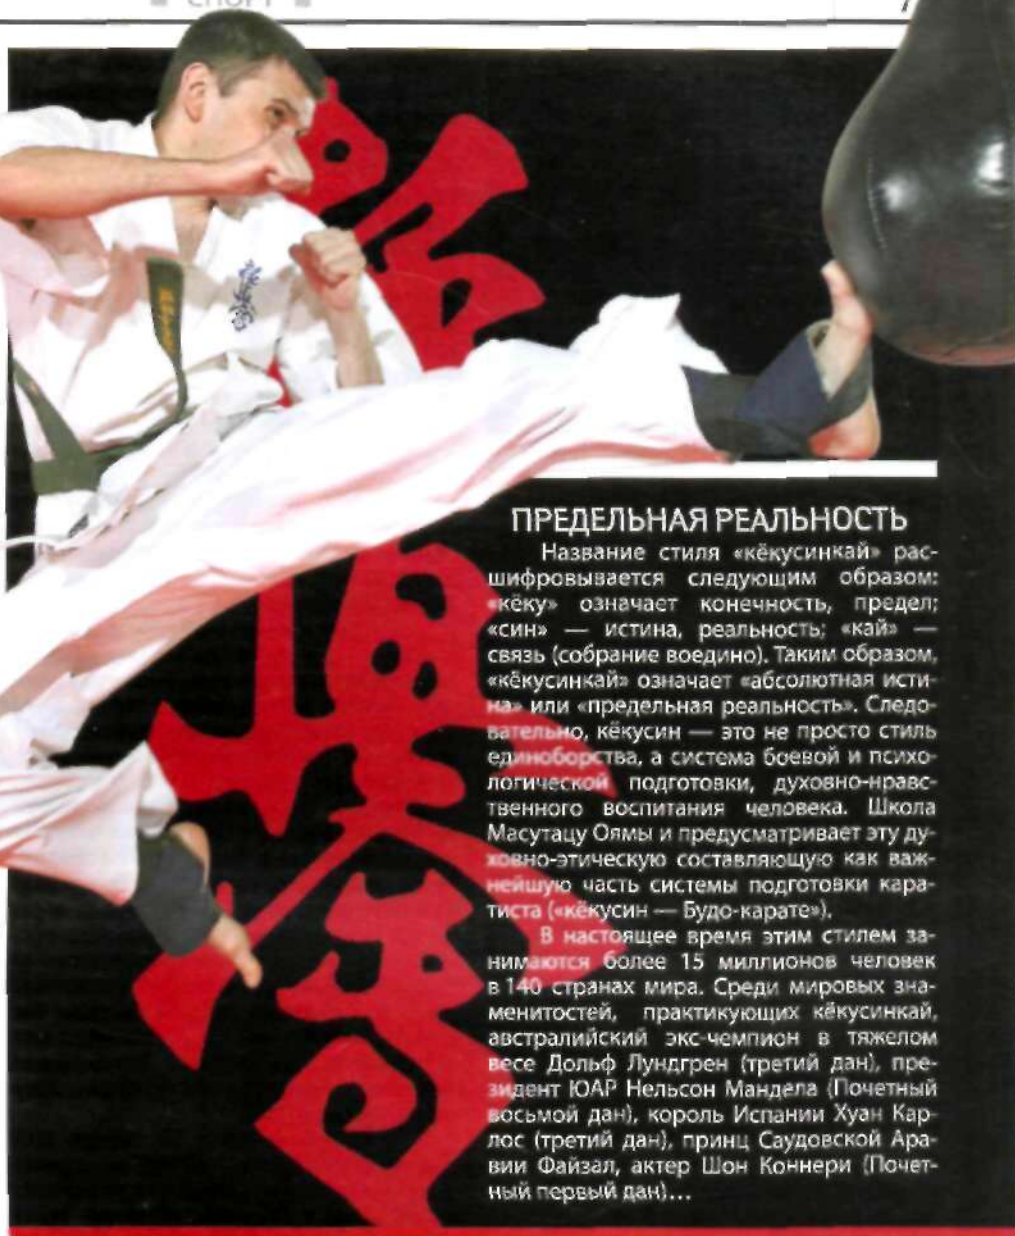 СПОРТ
ПРЕДЕЛЬНАЯ РЕАЛЬНОСТЬ
Название стиля «кёкусинкай» рас-
шифровывается следующим образом:
«кёку» означает конечность, предел;
«син» — истина, реальность; «кай» —
связь (собрание воедино). Таким образом,
«кёкусинкай» означает «абсолютная исти-
на» или «предельная реальность». Следо-
вательно, кёкусин — это не просто стиль
единоборства, а система боевой и психо-
логической подготовки, духовно-нравс-
твенного воспитания человека. Школа
Масутацу Оямы и предусматривает эту ду-
ховно-этическую составляющую как важ-
нейшую часть системы подготовки кара-
тиста («кёкусин — Будо-карате»).
В настоящее время этим стилем за-
нимаются более 15 миллионов человек
в 140 странах мира. Среди мировых зна-
менитостей, практикующих кёкусинкай,
австралийский экс-чемпион в тяжелом
весе Дольф Лундгрен (третий дан), пре-
зидент ЮАР Нельсон Мандела (Почетный
восьмой дан), король Испании Хуан Кар-
лос (третий дан), принц Саудовской Ара-
вии Файзал, актер Шон Коннери (Почет-
ный первый дан)...